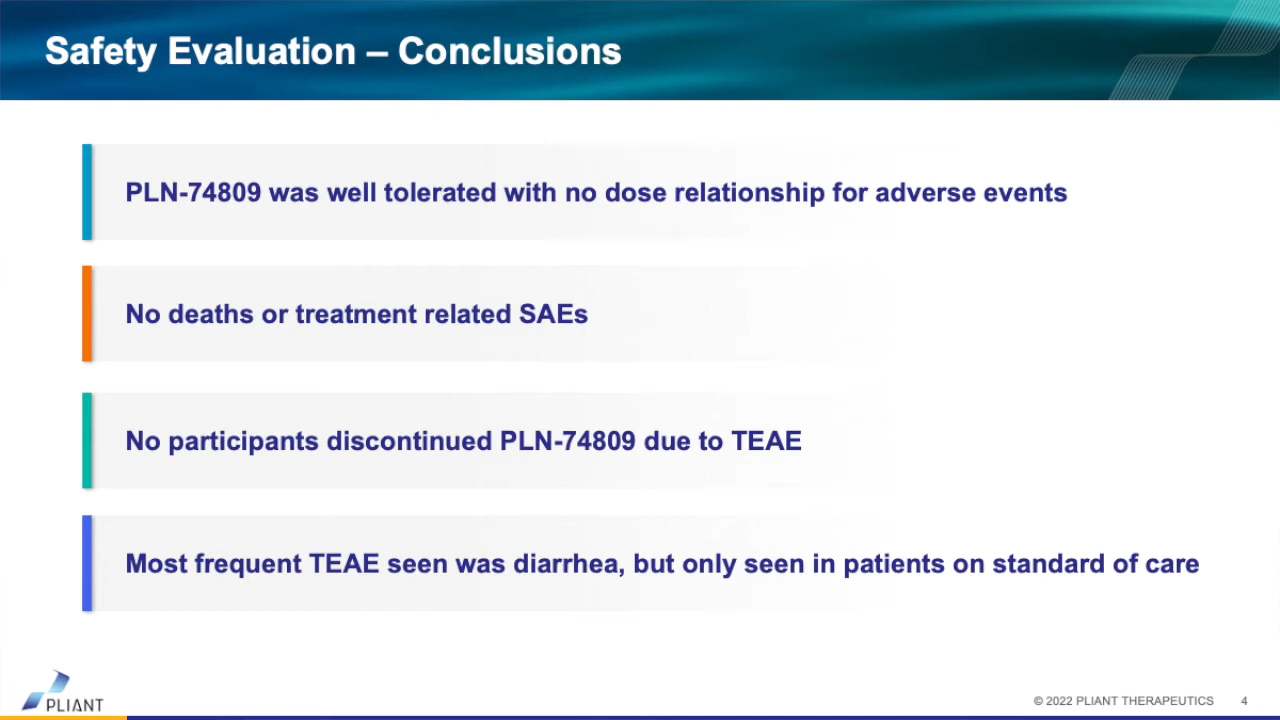 Safety Evaluation – Conclusions
PLN-74809 was well tolerated with no dose relationship for adverse events
No deaths or treatment related SAEs
No participants discontinued PLN-74809 due to TEAE
Most frequent TEAE seen was diarrhea, but only seen in patients on standard of care
PLIANT
© 2022 PLIANT THERAPEUTICS 4